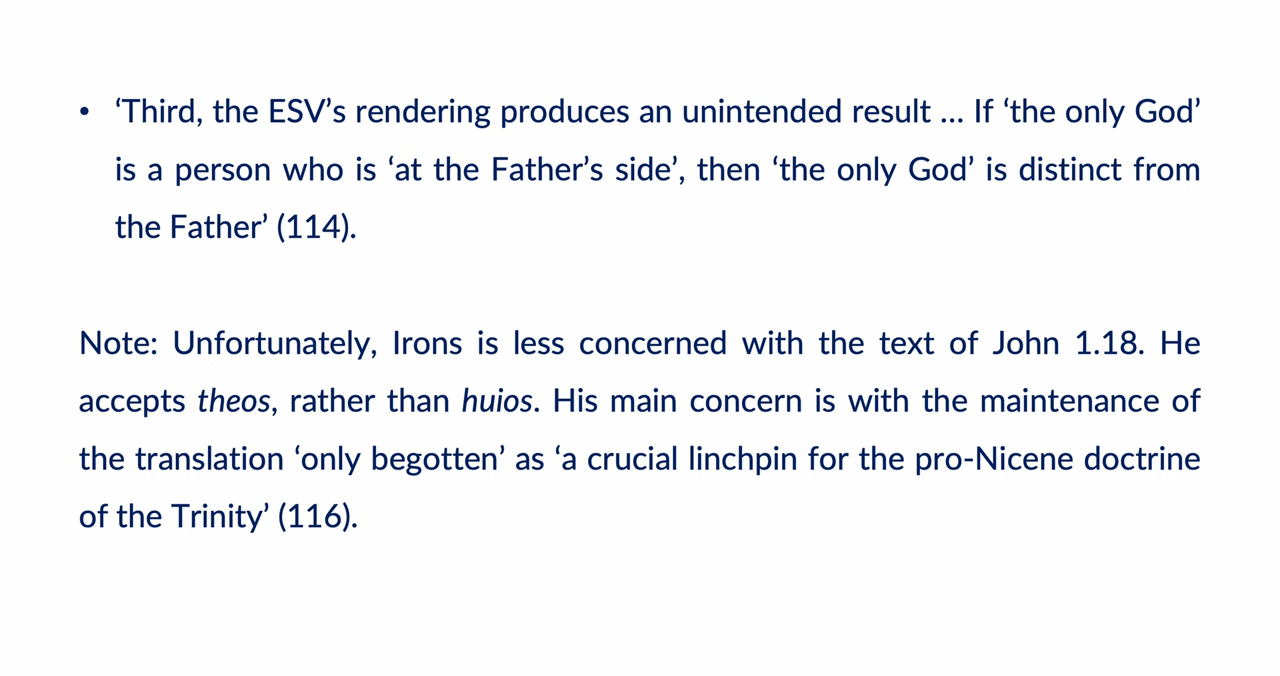 • ‘Third, the ESV’s rendering produces an unintended result ... If ‘the only God’
is a person who is ‘at the Father’s side’, then ‘the only God’ is distinct from
the Father’ (114).
Note: Unfortunately, Irons is less concerned with the text of John 1.18. He
accepts theos, rather than huios. His main concern is with the maintenance of
the translation ‘only begotten’ as ‘a crucial linchpin for the pro-Nicene doctrine
of the Trinity’ (116).